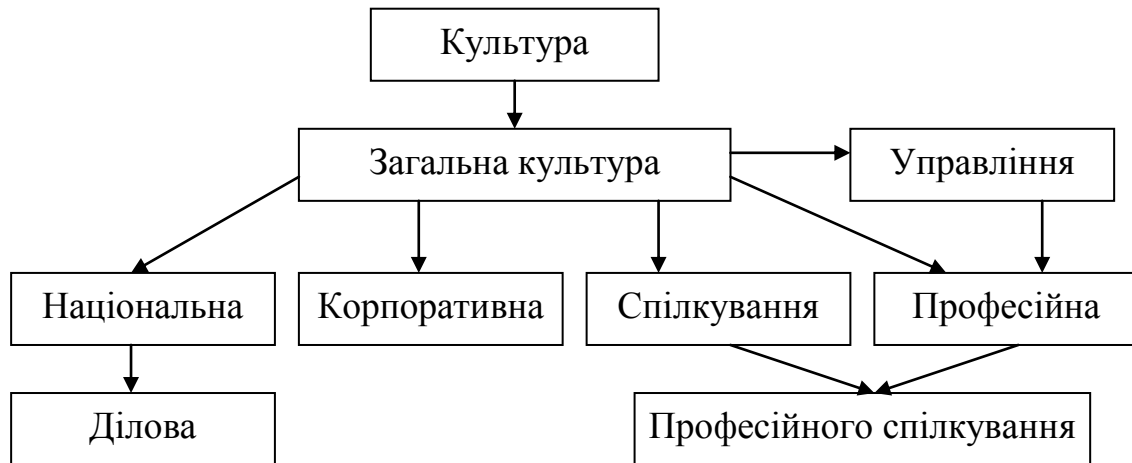 Культура
Загальна культура
Управління
Національна
Корпоративна
Спілкування
Професійна
Ділова
Професійного спілкування